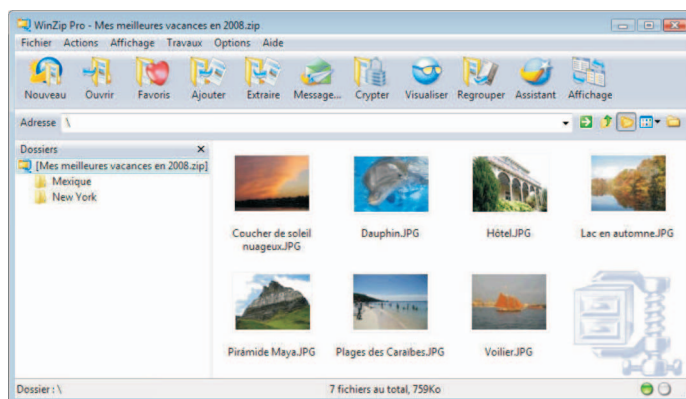 WinZip Pro - Mes meilleures vacances en 2008.zip
Fichier Actions Affichage Travaux Options Aide
Nouveau Ouvrir Favoris Ajouter Extraire Message... Crypter Visualiser Regrouper Assistant Affichage
Adresse \
Dossiers
[Mes meilleures vacances en 2008.zip]
Mexique
New York
Coucher de soleil
nuageux.JPG
Dauphin.JPG
Hôtel.JPG
Lac en automne.JPG
Pirámide Maya.JPG
Plages des Caraïbes.JPG
Voilier.JPG
Dossier : \
7 fichiers au total, 759Ko